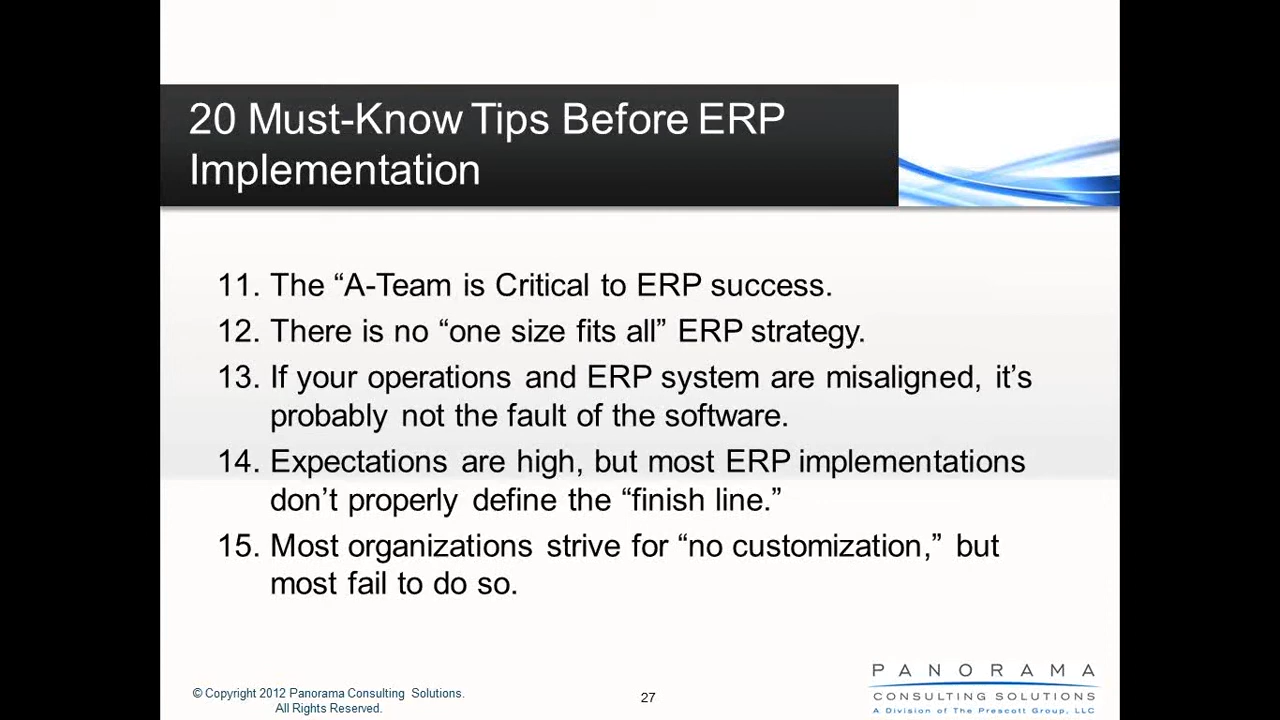 20 Must-Know Tips Before ERP
Implementation
11. The “A-Team is Critical to ERP success.
12. There is no “one size fits all” ERP strategy.
13. If your operations and ERP system are misaligned, it’s
probably not the fault of the software.
14. Expectations are high, but most ERP implementations
don’t properly define the “finish line.”
15. Most organizations strive for “no customization,” but
most fail to do so.
© Copyright 2012 Panorama Consulting Solutions.
All Rights Reserved.
27
PANORAMA
CONSULTING SOLUTIONS
A Division of The Prescott Group, LLC